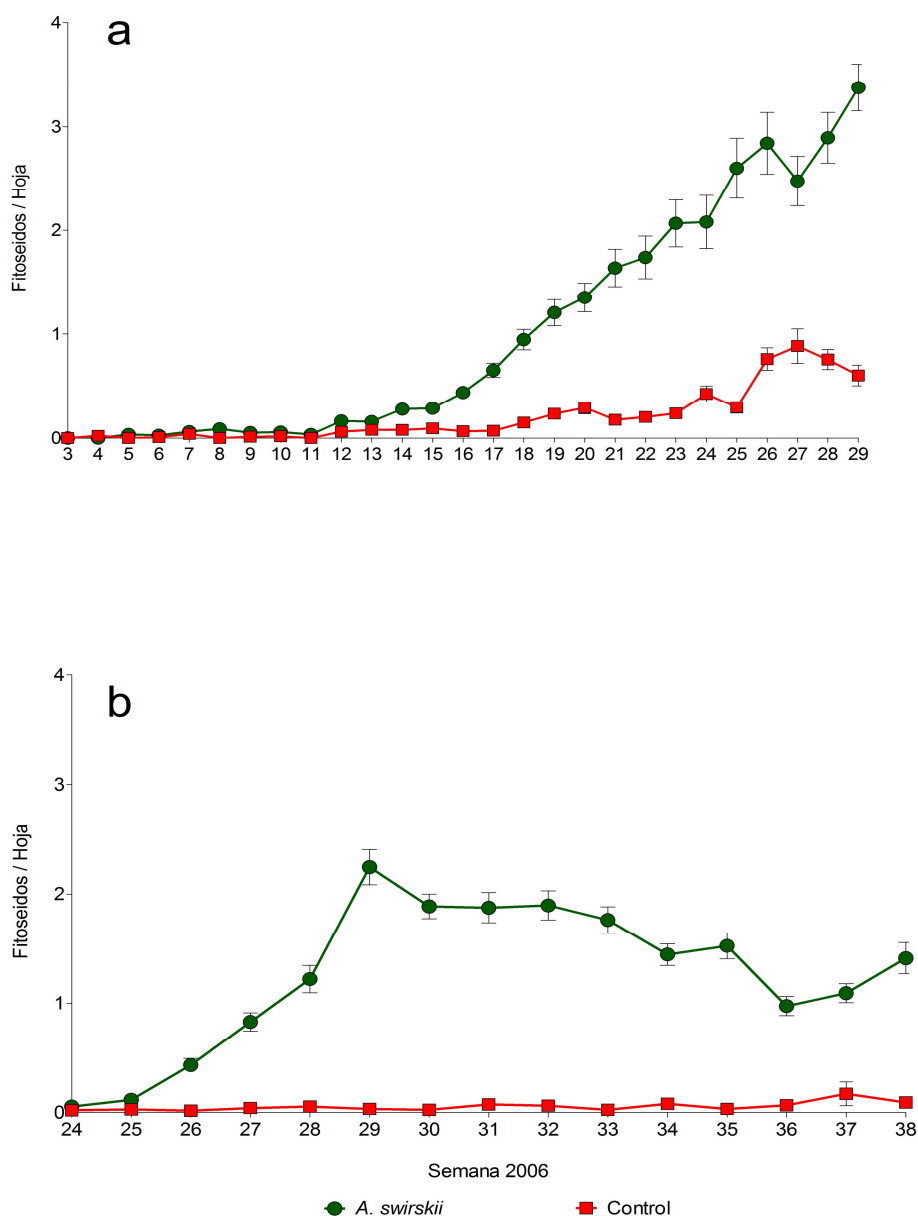 a
4
3
2
1
0
Fitoseidos / Hoja
3 4 5 6 7 8 9 10 11 12 13 14 15 16 17 18 19 20 21 22 23 24 25 26 27 28 29
b
4
3
2
1
0
Fitoseidos / Hoja
24 25 26 27 28 29 30 31 32 33 34 35 36 37 38
Semana 2006
A. swirskii Control